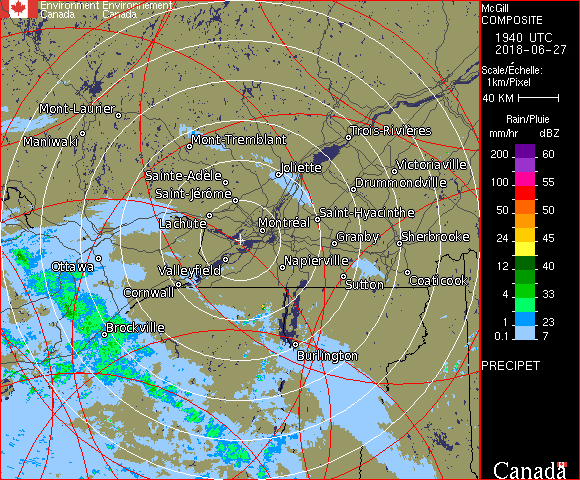 Environment Environnement
Canada Canada
McGill
COMPOSITE
1940 UTC
2018-06-27
Scale/Échelle:
1km/Pixel
40 KM
Rain/Pluie
mm/hr dBZ
200 60
100 55
50 50
24 45
12 40
4 33
1 23
0.1 7
PRECIPET
Canada
Mont-Laurier
Maniwaki
Mont-Tremblant
Trois-Rivières
Joliette
Victoriaville
Sainte-Adèle
Drummondville
Saint-Jérôme
Saint-Hyacinthe
Lachute
Montréal
Granby
Sherbrooke
Ottawa
Valleyfield
Napierville
Coaticook
Sutton
Cornwall
Brockville
Burlington